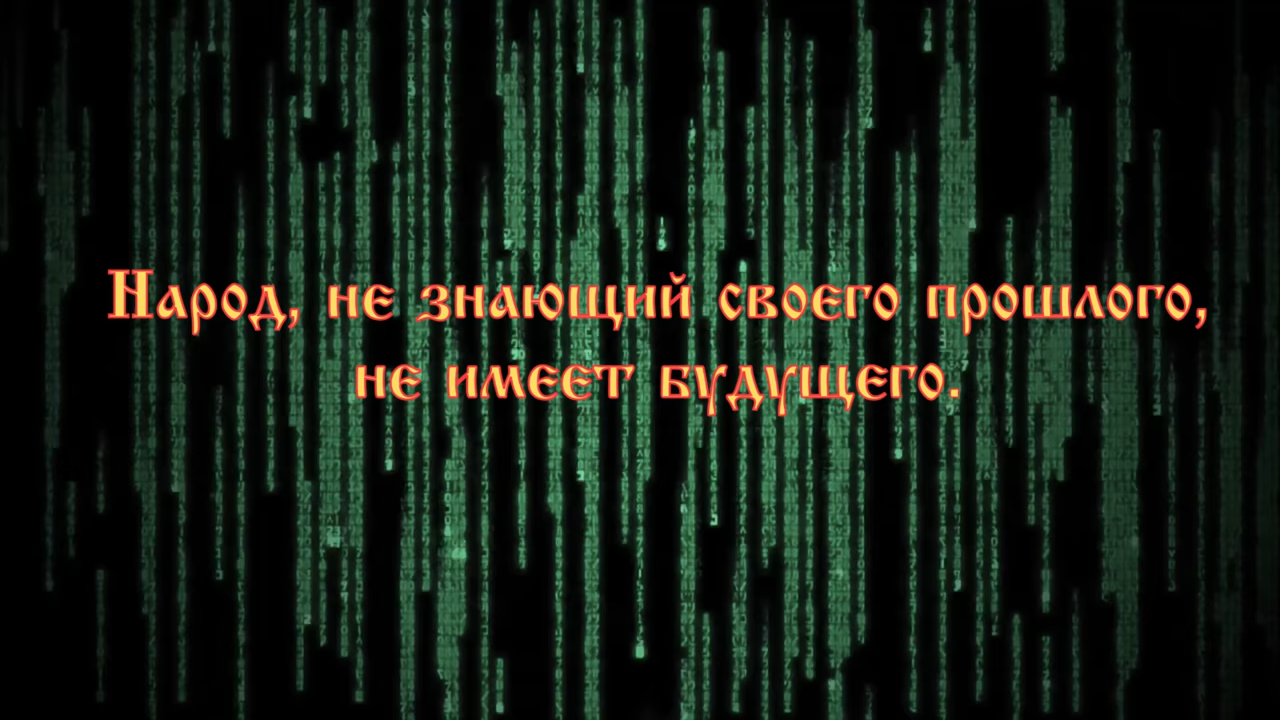 Народ, не знающий своего прошлого,
не имеет будущего.